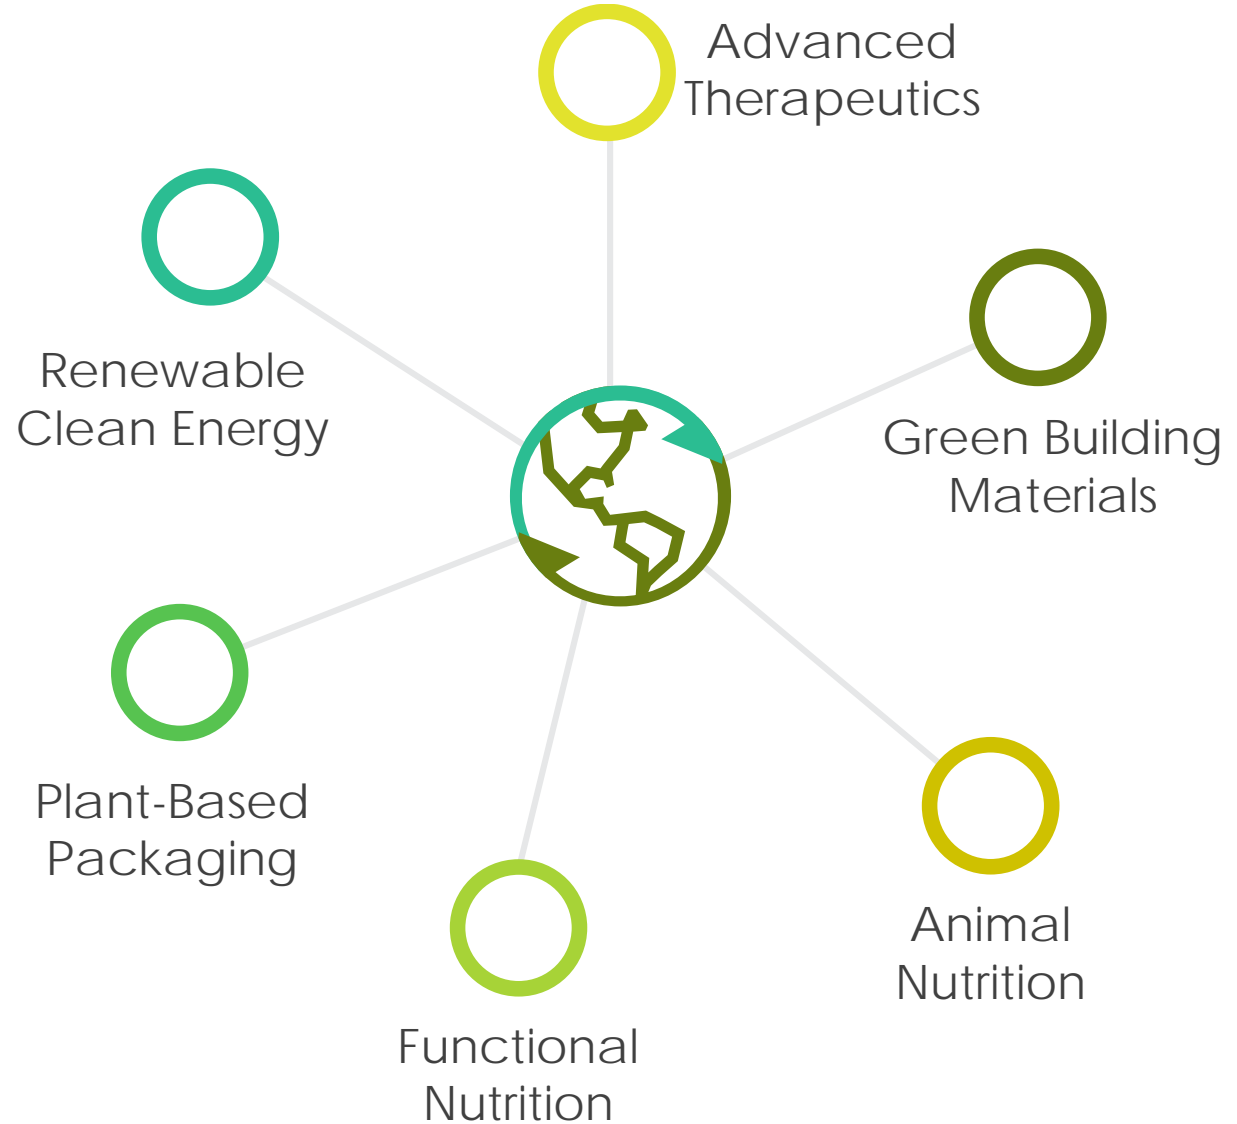 Advanced
Therapeutics
Renewable
Clean Energy
Green Building
Materials
Plant-Based
Packaging
Animal
Nutrition
Functional
Nutrition